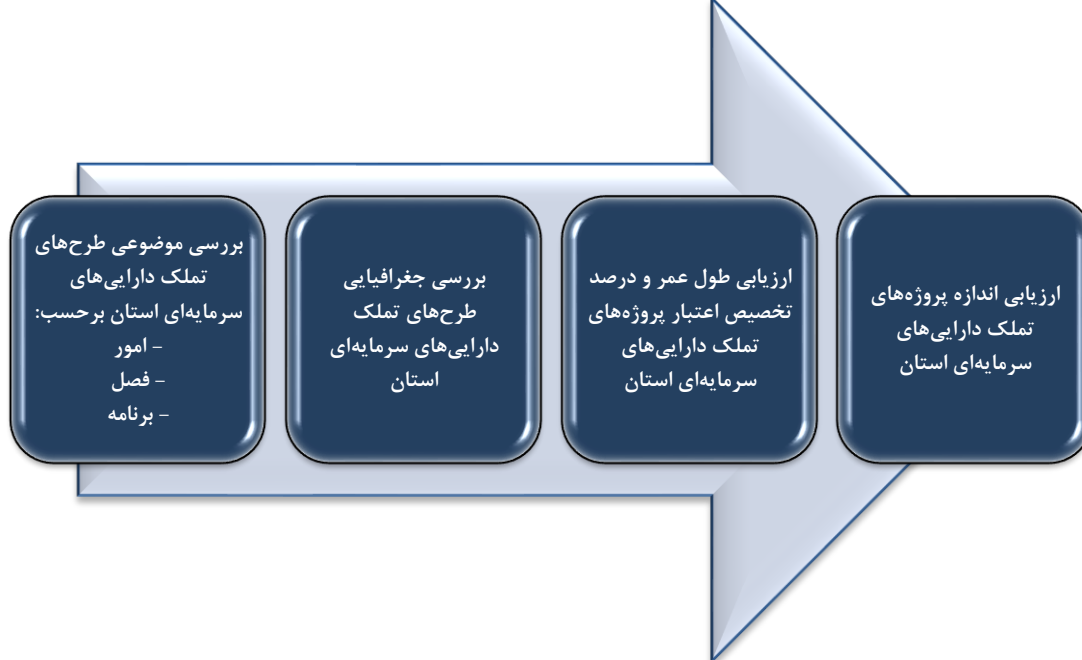 بررسی موضوعی طرح‌های
تملک دارایی‌های
سرمایه‌ای استان برحسب:
- امور
- فصل
- برنامه
بررسی جغرافیایی
طرح‌های تملک
دارایی‌های سرمایه‌ای
استان
ارزیابی طول عمر و درصد
تخصیص اعتبار پروژه‌های
تملک دارایی‌های
سرمایه‌ای استان
ارزیابی اندازه پروژه‌های
تملک دارایی‌های
سرمایه‌ای استان